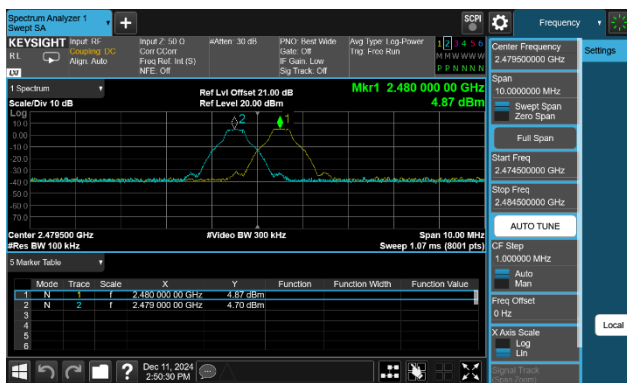 Spectrum Analyzer 1
Swept SA
+
SCPI
Frequency
KEYSIGHT
Input: RF
Input Z: 50 Ω
#Atten: 30 dB
PNO: Best Wide
Avg Type: Log-Power
1 2 3 4 5 6
RL
Coupling: DC
Corr CCorr
Gate: Off
Trig: Free Run
M M W W W W
Align: Auto
Freq Ref: Int (S)
IF Gain: Low
NFE: Off
Sig Track: Off
P P N N N N
LXI
Center Frequency
2.479500000 GHz
Settings
Span
10.0000000 MHz
Swept Span
Zero Span
Full Span
Start Freq
2.474500000 GHz
Stop Freq
2.484500000 GHz
AUTO TUNE
CF Step
1.000000 MHz
Auto
Man
Freq Offset
0 Hz
X Axis Scale
Log
Lin
Signal Track
(Span Zoom)
Local
1 Spectrum
Ref Lvl Offset 21.00 dB
Mkr1 2.480 000 00 GHz
Scale/Div 10 dB
Ref Level 20.00 dBm
4.87 dBm
Log
10.0
0.00
-10.0
-20.0
-30.0
-40.0
-50.0
-60.0
-70.0
2
1
Center 2.479500 GHz
#Video BW 300 kHz
Span 10.00 MHz
#Res BW 100 kHz
Sweep 1.07 ms (8001 pts)
5 Marker Table
Mode Trace Scale X Y Function Function Width Function Value
1 N 1 f 2.480 000 00 GHz 4.87 dBm
2 N 2 f 2.479 000 00 GHz 4.70 dBm
3
4
5
6
?
Dec 11, 2024
2:50:30 PM